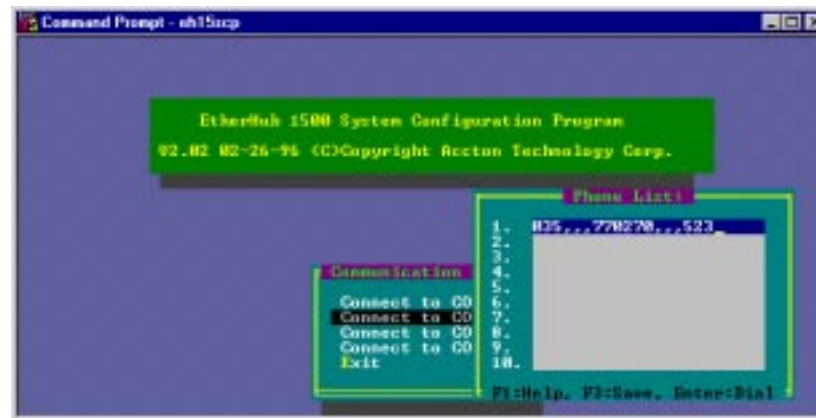 Command Prompt - eh15scp
EtherHub 1500 System Configuration Program
V2.02 02-26-96 (C)Copyright Accton Technology Corp.
Phone List:
1. 035,,,770270,,,523_
2.
3.
4.
5.
6.
7.
8.
9.
10.
F1:Help, F3:Save, Enter:Dial
Communication
Connect to CO
Connect to CO
Connect to CO
Connect to CO
Exit